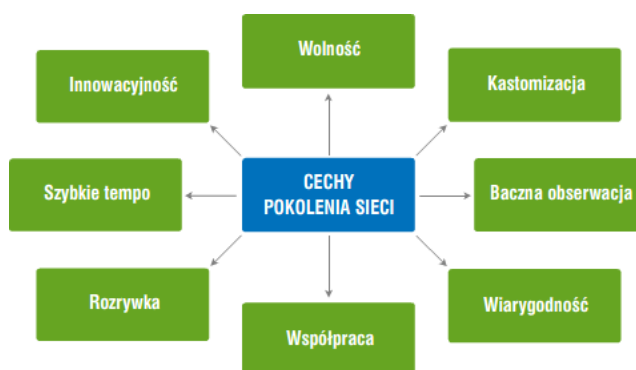 Wolność
Innowacyjność
Kastomizacja
Szybkie tempo
CECHY
POKOLENIA SIECI
Baczna obserwacja
Rozrywka
Wiarygodność
Współpraca